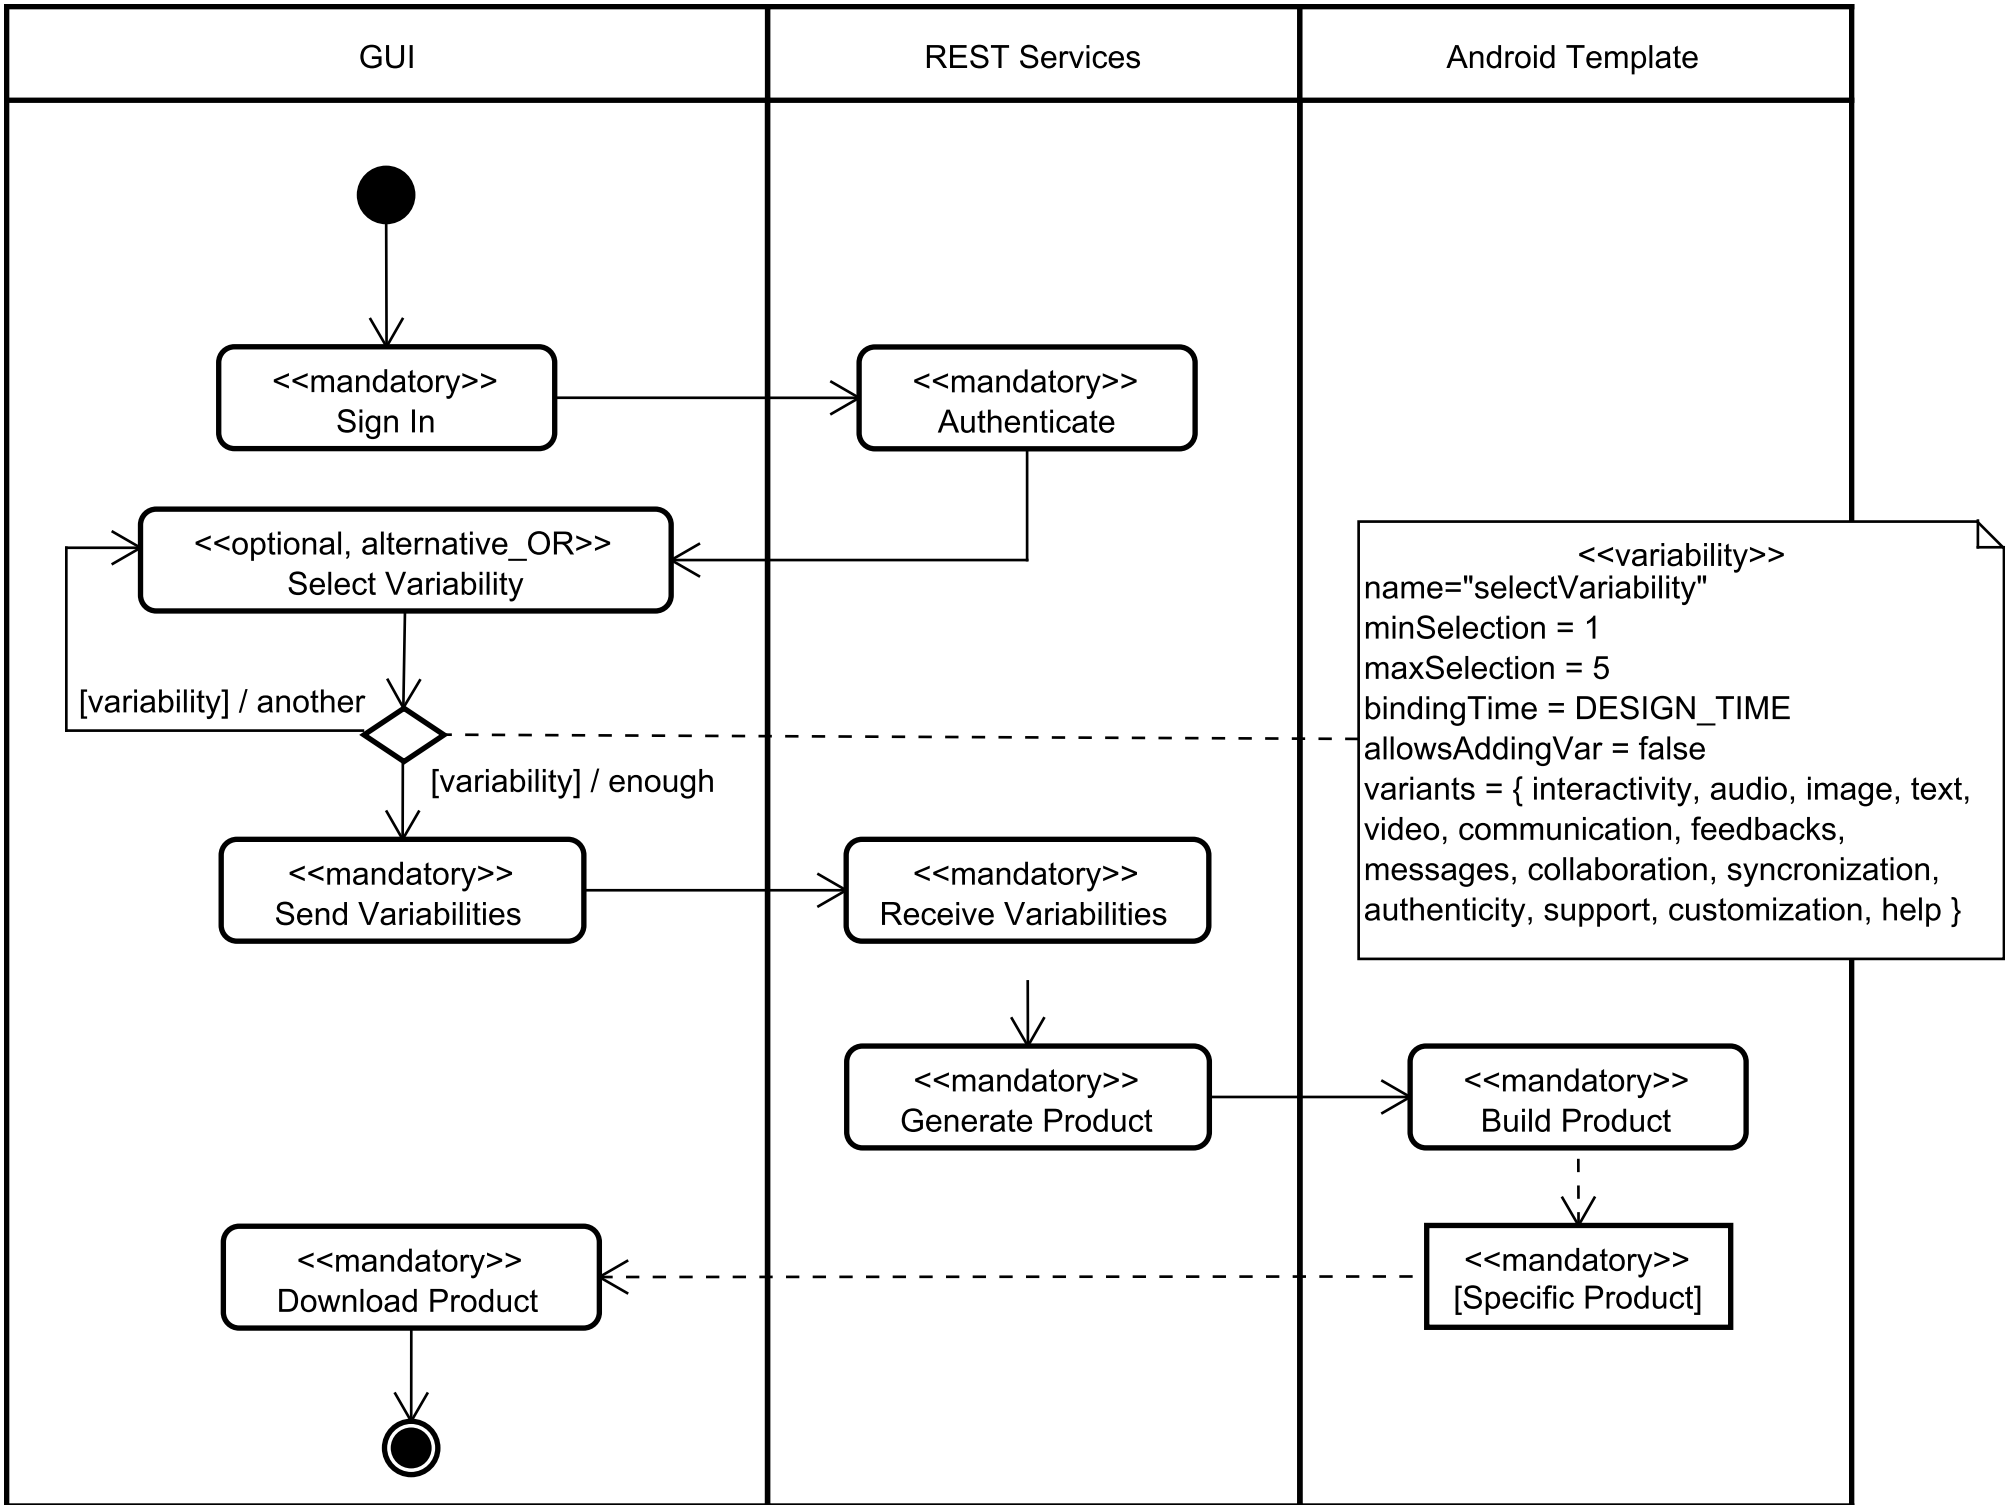 GUI
REST Services
Android Template
<<mandatory>>
Sign In
<<mandatory>>
Authenticate
<<optional, alternative_OR>>
Select Variability
[variability] / another
[variability] / enough
<<variability>>
name="selectVariability"
minSelection = 1
maxSelection = 5
bindingTime = DESIGN_TIME
allowsAddingVar = false
variants = { interactivity, audio, image, text,
video, communication, feedbacks,
messages, collaboration, syncronization,
authenticity, support, customization, help }
<<mandatory>>
Send Variabilities
<<mandatory>>
Receive Variabilities
<<mandatory>>
Generate Product
<<mandatory>>
Build Product
<<mandatory>>
Download Product
<<mandatory>>
[Specific Product]